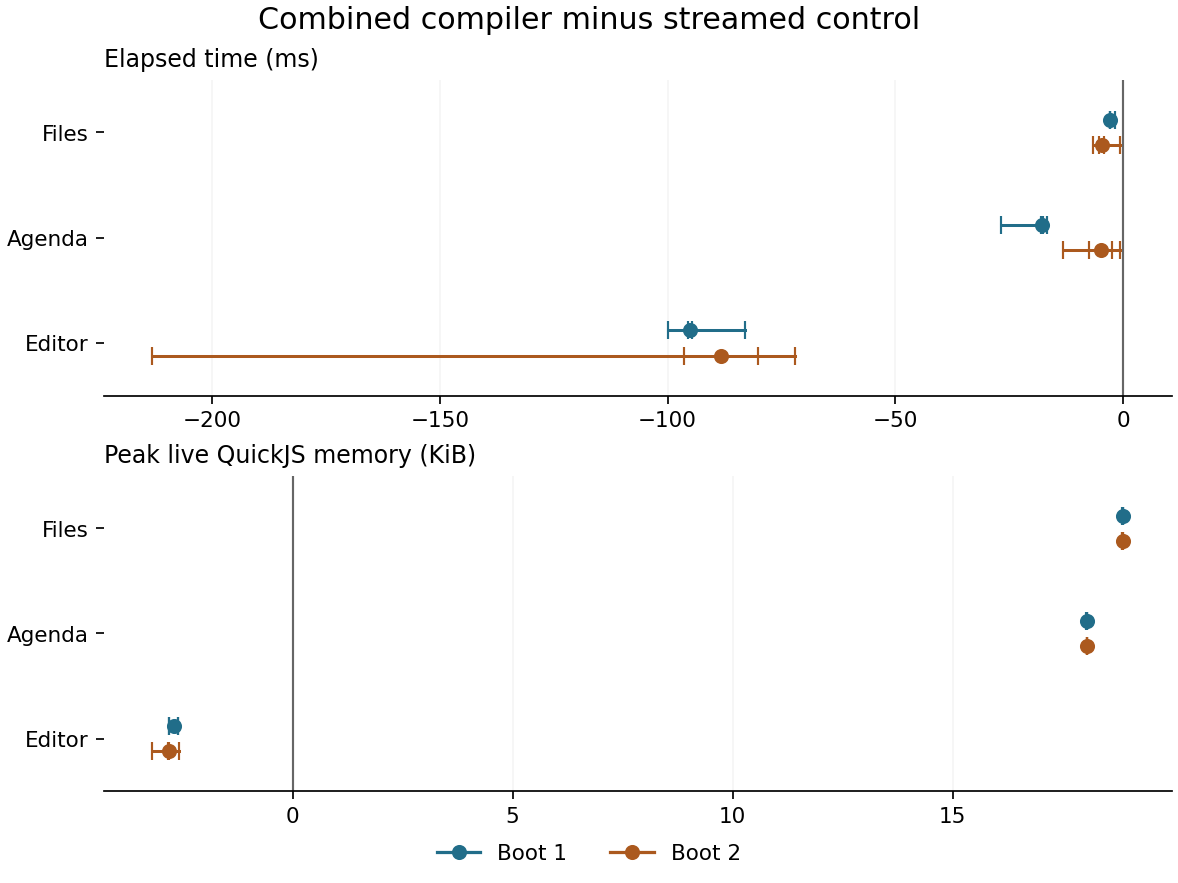 Combined compiler minus streamed control
Elapsed time (ms)
Files
Agenda
Editor
−200 −150 −100 −50 0
Peak live QuickJS memory (KiB)
Files
Agenda
Editor
0 5 10 15
Boot 1 Boot 2